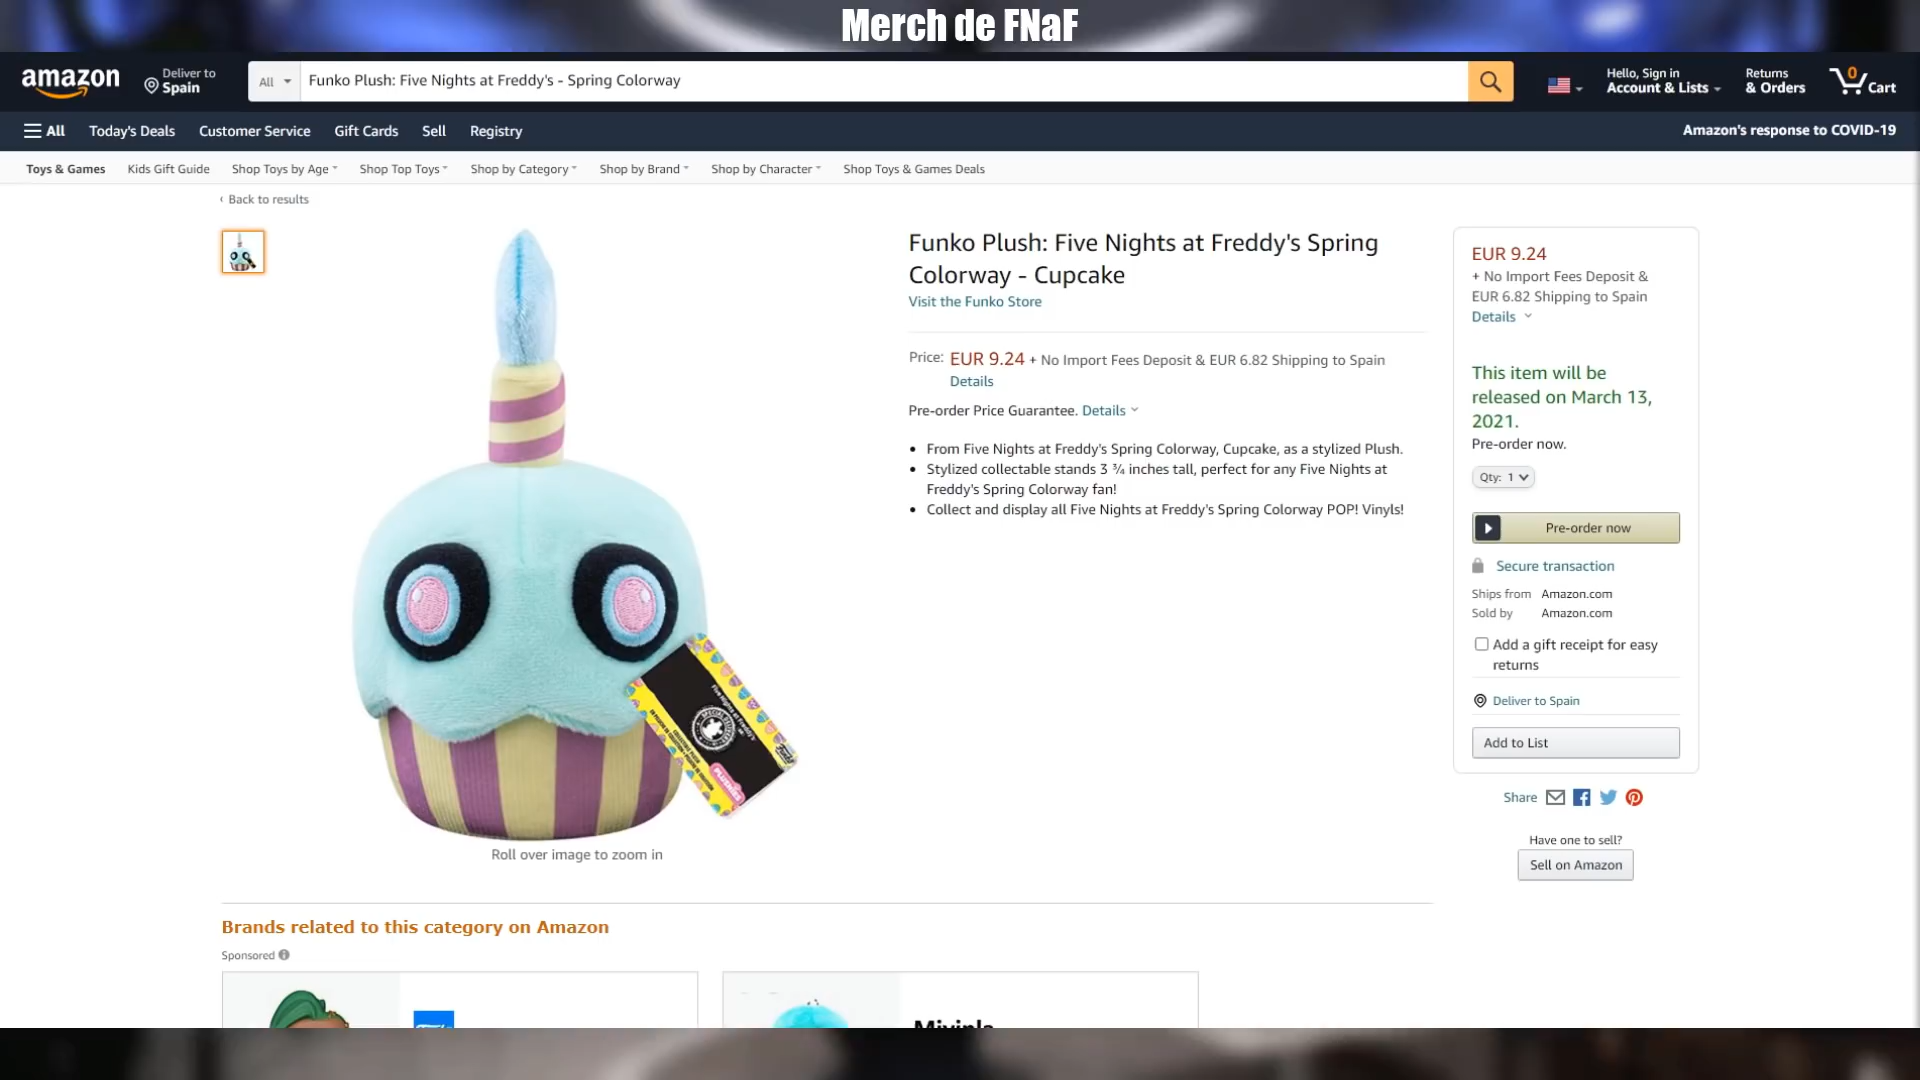 Merch de FNaF
amazon
Deliver to
Spain
All
Funko Plush: Five Nights at Freddy's - Spring Colorway
Hello, Sign in
Account & Lists
Returns
& Orders
0
Cart
All
Today's Deals
Customer Service
Gift Cards
Sell
Registry
Amazon's response to COVID-19
Toys & Games
Kids Gift Guide
Shop Toys by Age
Shop Top Toys
Shop by Category
Shop by Brand
Shop by Character
Shop Toys & Games Deals
‹ Back to results
Funko Plush: Five Nights at Freddy's Spring
Colorway - Cupcake
Visit the Funko Store
Price: EUR 9.24 + No Import Fees Deposit & EUR 6.82 Shipping to Spain
Details
Pre-order Price Guarantee. Details
• From Five Nights at Freddy's Spring Colorway, Cupcake, as a stylized Plush.
• Stylized collectable stands 3 ¾ inches tall, perfect for any Five Nights at
Freddy's Spring Colorway fan!
• Collect and display all Five Nights at Freddy's Spring Colorway POP! Vinyls!
Five Nights at Freddy's
SPECIAL DELIVERY
PLUSHIES
Funko
Roll over image to zoom in
EUR 9.24
+ No Import Fees Deposit &
EUR 6.82 Shipping to Spain
Details
This item will be
released on March 13,
2021.
Pre-order now.
Qty: 1
Pre-order now
Secure transaction
Ships from Amazon.com
Sold by Amazon.com
Add a gift receipt for easy
returns
Deliver to Spain
Add to List
Share
Have one to sell?
Sell on Amazon
Brands related to this category on Amazon
Sponsored